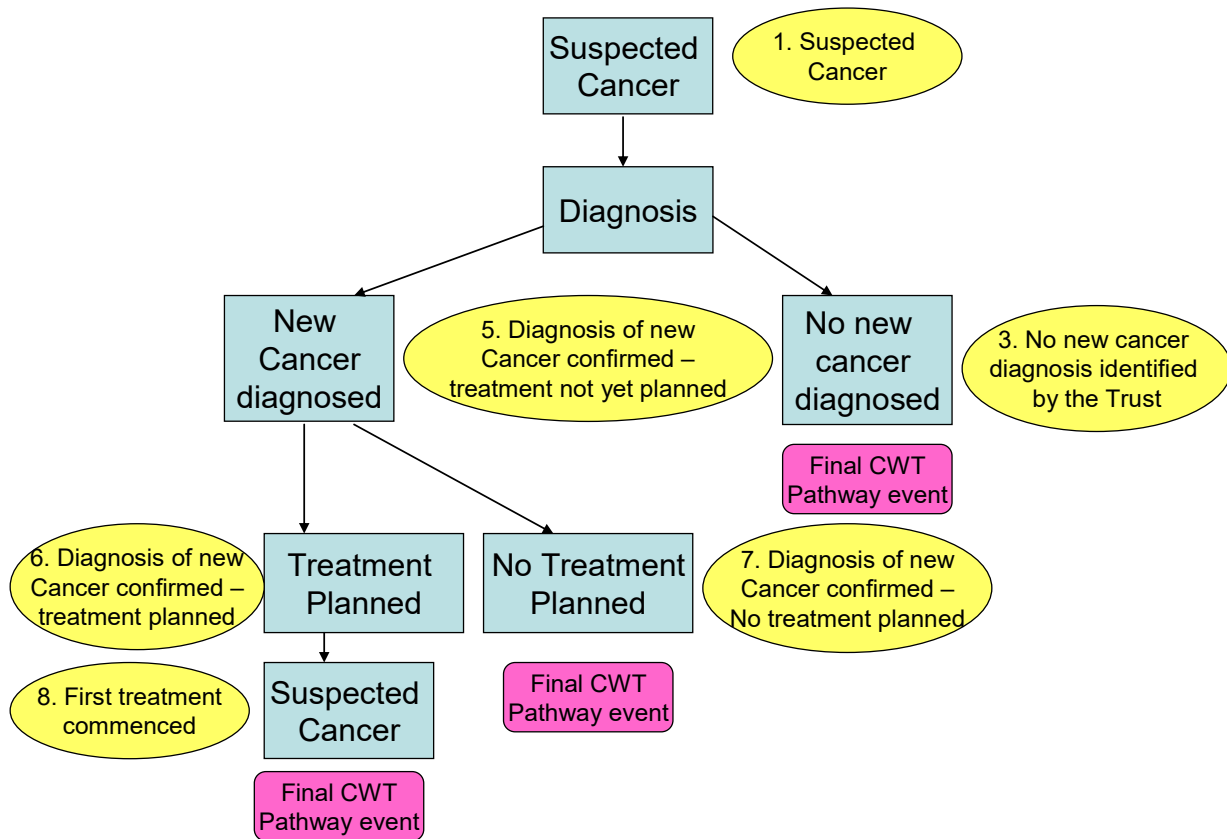 Suspected
Cancer
1. Suspected
Cancer
Diagnosis
New
Cancer
diagnosed
5. Diagnosis of new
Cancer confirmed –
treatment not yet planned
No new
cancer
diagnosed
3. No new cancer
diagnosis identified
by the Trust
Final CWT
Pathway event
6. Diagnosis of new
Cancer confirmed –
treatment planned
Treatment
Planned
No Treatment
Planned
7. Diagnosis of new
Cancer confirmed –
No treatment planned
8. First treatment
commenced
Suspected
Cancer
Final CWT
Pathway event
Final CWT
Pathway event